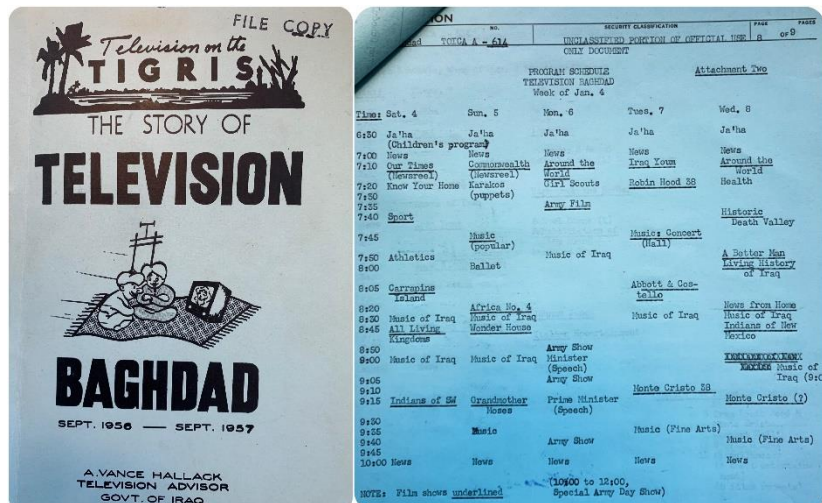 FILE COPY
Television on the
TIGRIS
THE STORY OF
TELEVISION
BAGHDAD
SEPT. 1956 — SEPT. 1957
A. VANCE HALLACK
TELEVISION ADVISOR
GOVT. OF IRAQ
ION
NO. SECURITY CLASSIFICATION PAGE PAGES
TOICA A - 614 UNCLASSIFIED PORTION OF OFFICIAL USE 8 OF 9
ONLY DOCUMENT
PROGRAM SCHEDULE Attachment Two
TELEVISION BAGHDAD
Week of Jan. 4
Time: Sat. 4 Sun. 5 Mon. 6 Tues. 7 Wed. 8
6:50 Ja'ha Ja'ha Ja'ha Ja'ha Ja'ha
(Children's program)
7:00 News News News News News
7:10 Our Times Commonwealth Around the Iraq Youm Around the
(Newsreel) (Newsreel) World World
7:20 Know Your Home Karakos Girl Scouts Robin Hood 38 Health
7:30 (puppets)
7:35 Army Film
7:40 Sport Historic
Death Valley
7:45 Music Music: Concert
(popular) (Hall)
7:50 Athletics Music of Iraq A Better Man
8:00 Ballet Living History
of Iraq
8:05 Carrapins Abbott & Cos-
Island tello
8:20 Africa No. 4 News from Home
8:30 Music of Iraq Music of Iraq Music of Iraq Music of Iraq
8:45 All Living Wonder House Indians of New
Kingdoms Mexico
8:50 Army Show
9:00 Music of Iraq Music of Iraq Minister Music of
(Speech) Iraq
9:05 Army Show
9:10 Monte Cristo 38
9:15 Indians of SW Grandmother Prime Minister Monte Cristo (?)
Moses (Speech)
9:30
9:35 Music Music (Fine Arts)
9:40 Army Show Music (Fine Arts)
9:45
10:00 News News News News News
(10:00 to 12:00,
NOTE: Film shows underlined Special Army Day Show)